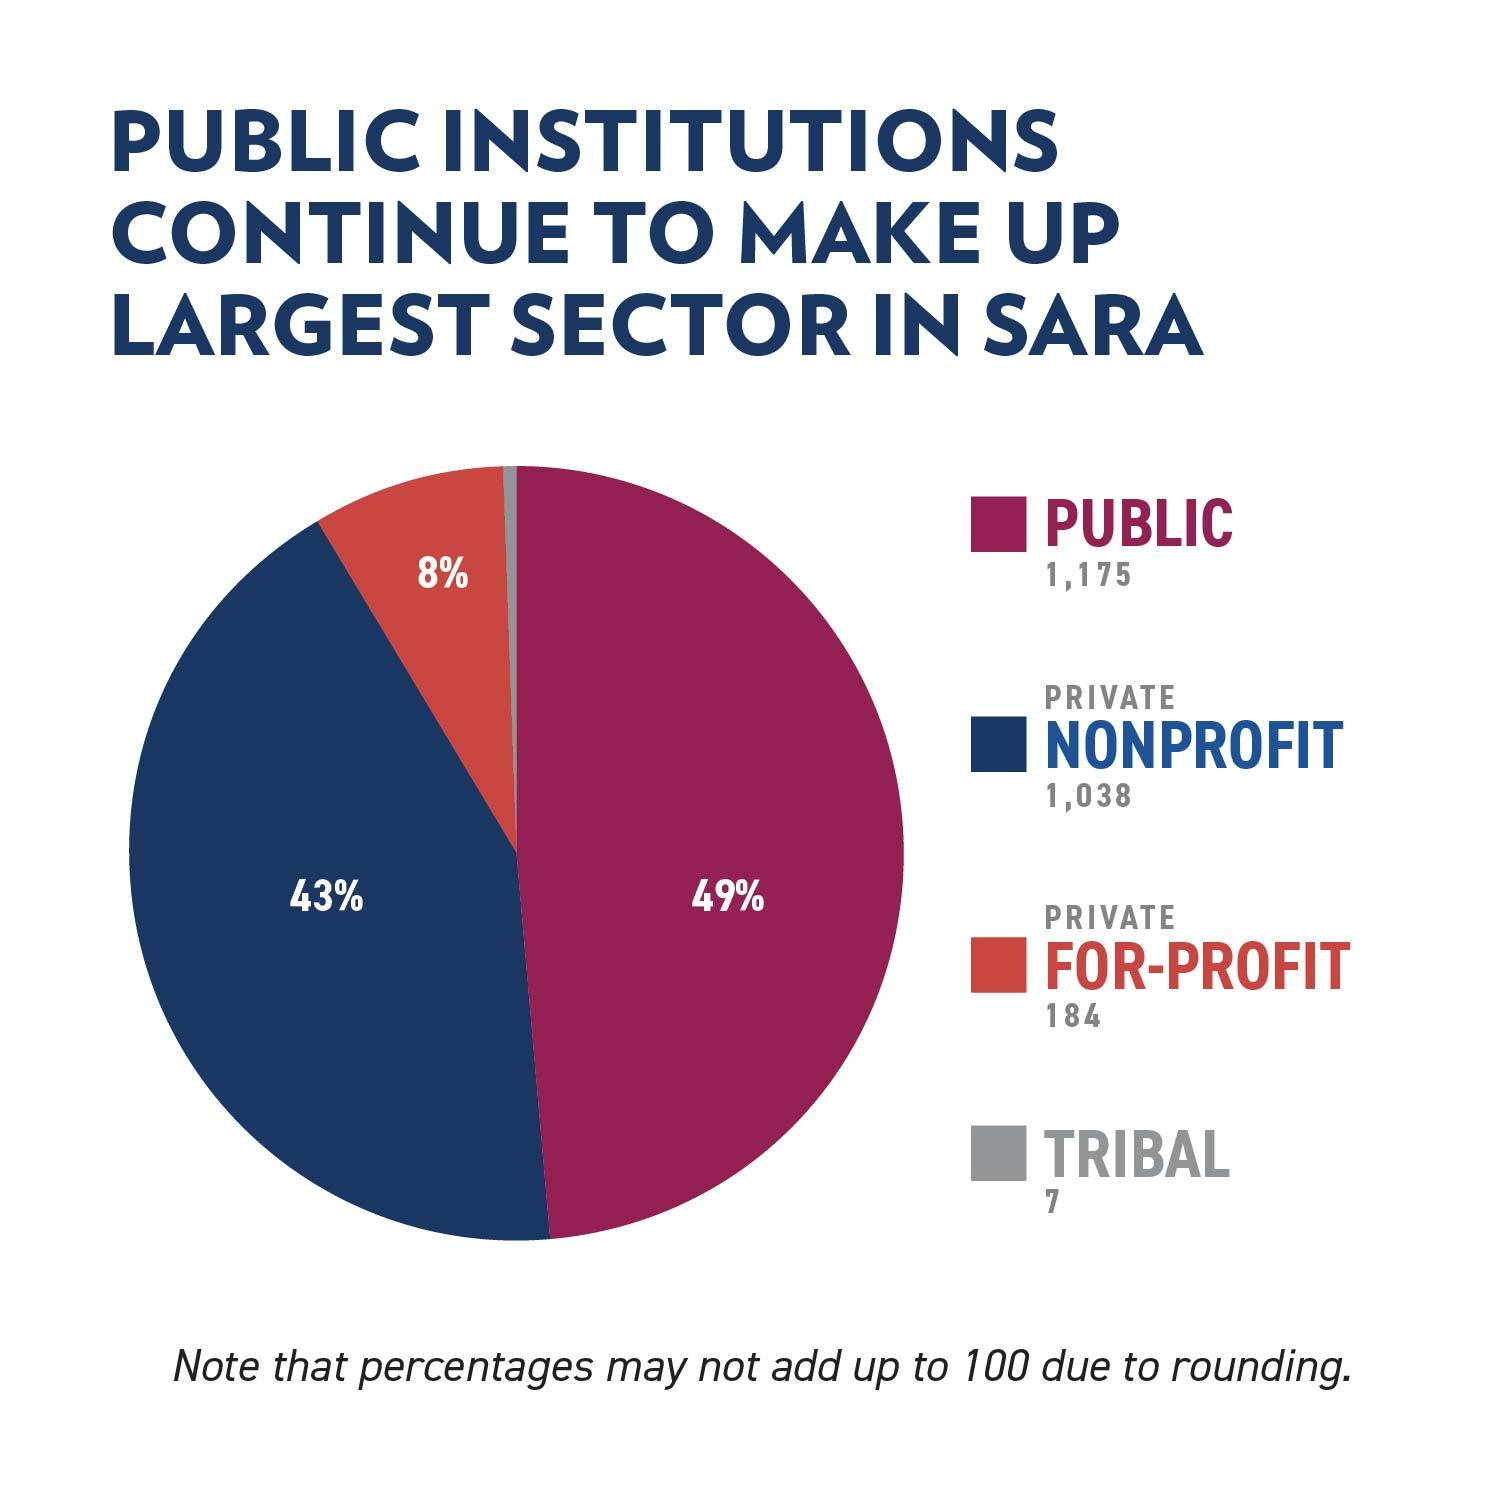 PUBLIC INSTITUTIONS
CONTINUE TO MAKE UP
LARGEST SECTOR IN SARA
8%
43%
49%
PUBLIC
1,175
PRIVATE
NONPROFIT
1,038
PRIVATE
FOR-PROFIT
184
TRIBAL
7
Note that percentages may not add up to 100 due to rounding.